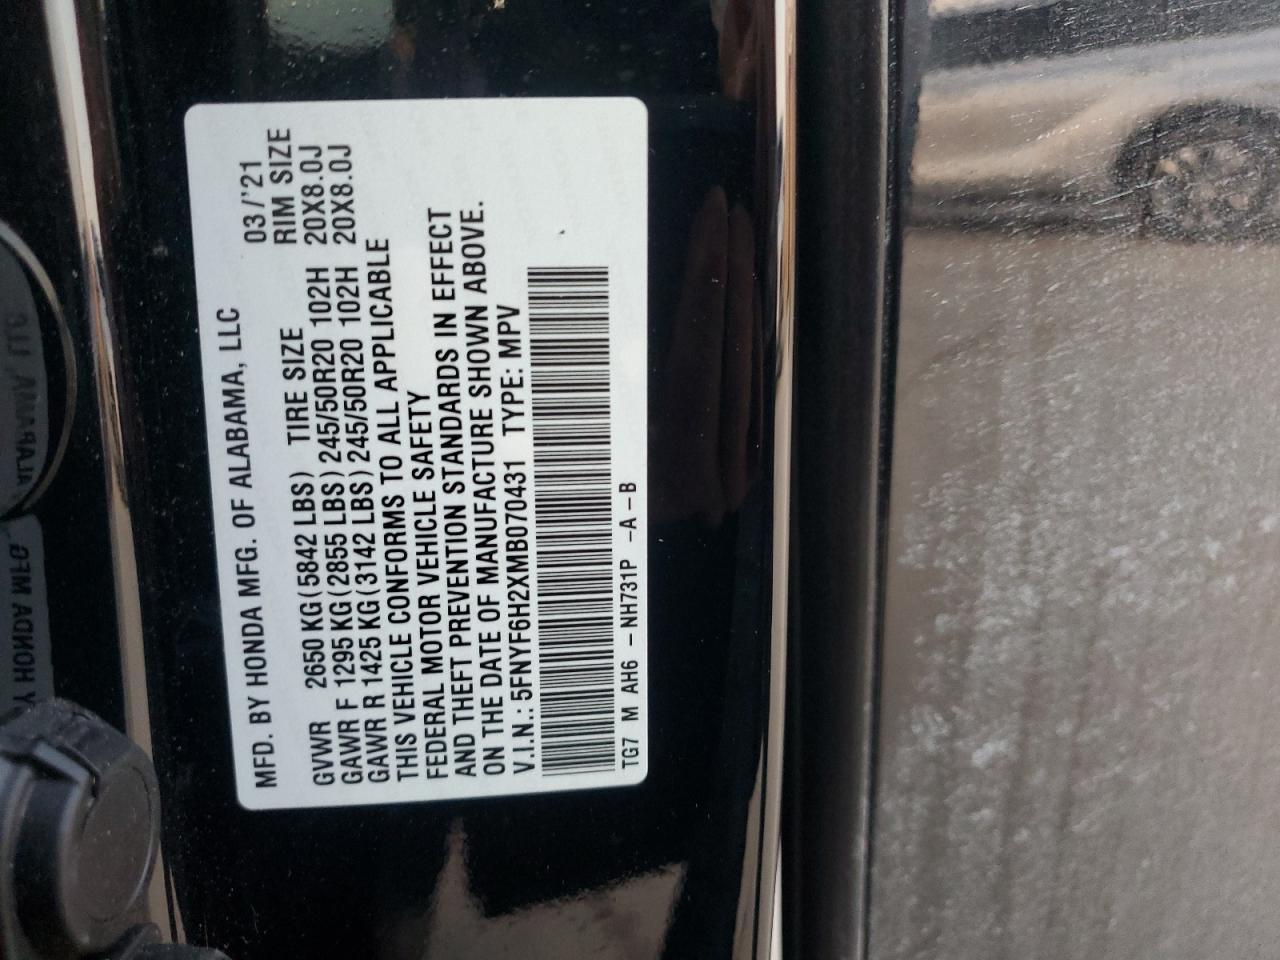 MFD. BY HONDA MFG. OF ALABAMA, LLC 03/'21
TIRE SIZE RIM SIZE
GVWR 2650 KG(5842 LBS)
GAWR F 1295 KG(2855 LBS) 245/50R20 102H 20X8.0J
GAWR R 1425 KG(3142 LBS) 245/50R20 102H 20X8.0J
THIS VEHICLE CONFORMS TO ALL APPLICABLE
FEDERAL MOTOR VEHICLE SAFETY
AND THEFT PREVENTION STANDARDS IN EFFECT
ON THE DATE OF MANUFACTURE SHOWN ABOVE.
V.I.N.: 5FNYF6H2XMB070431 TYPE: MPV
TG7 M AH6 - NH731P -A-B